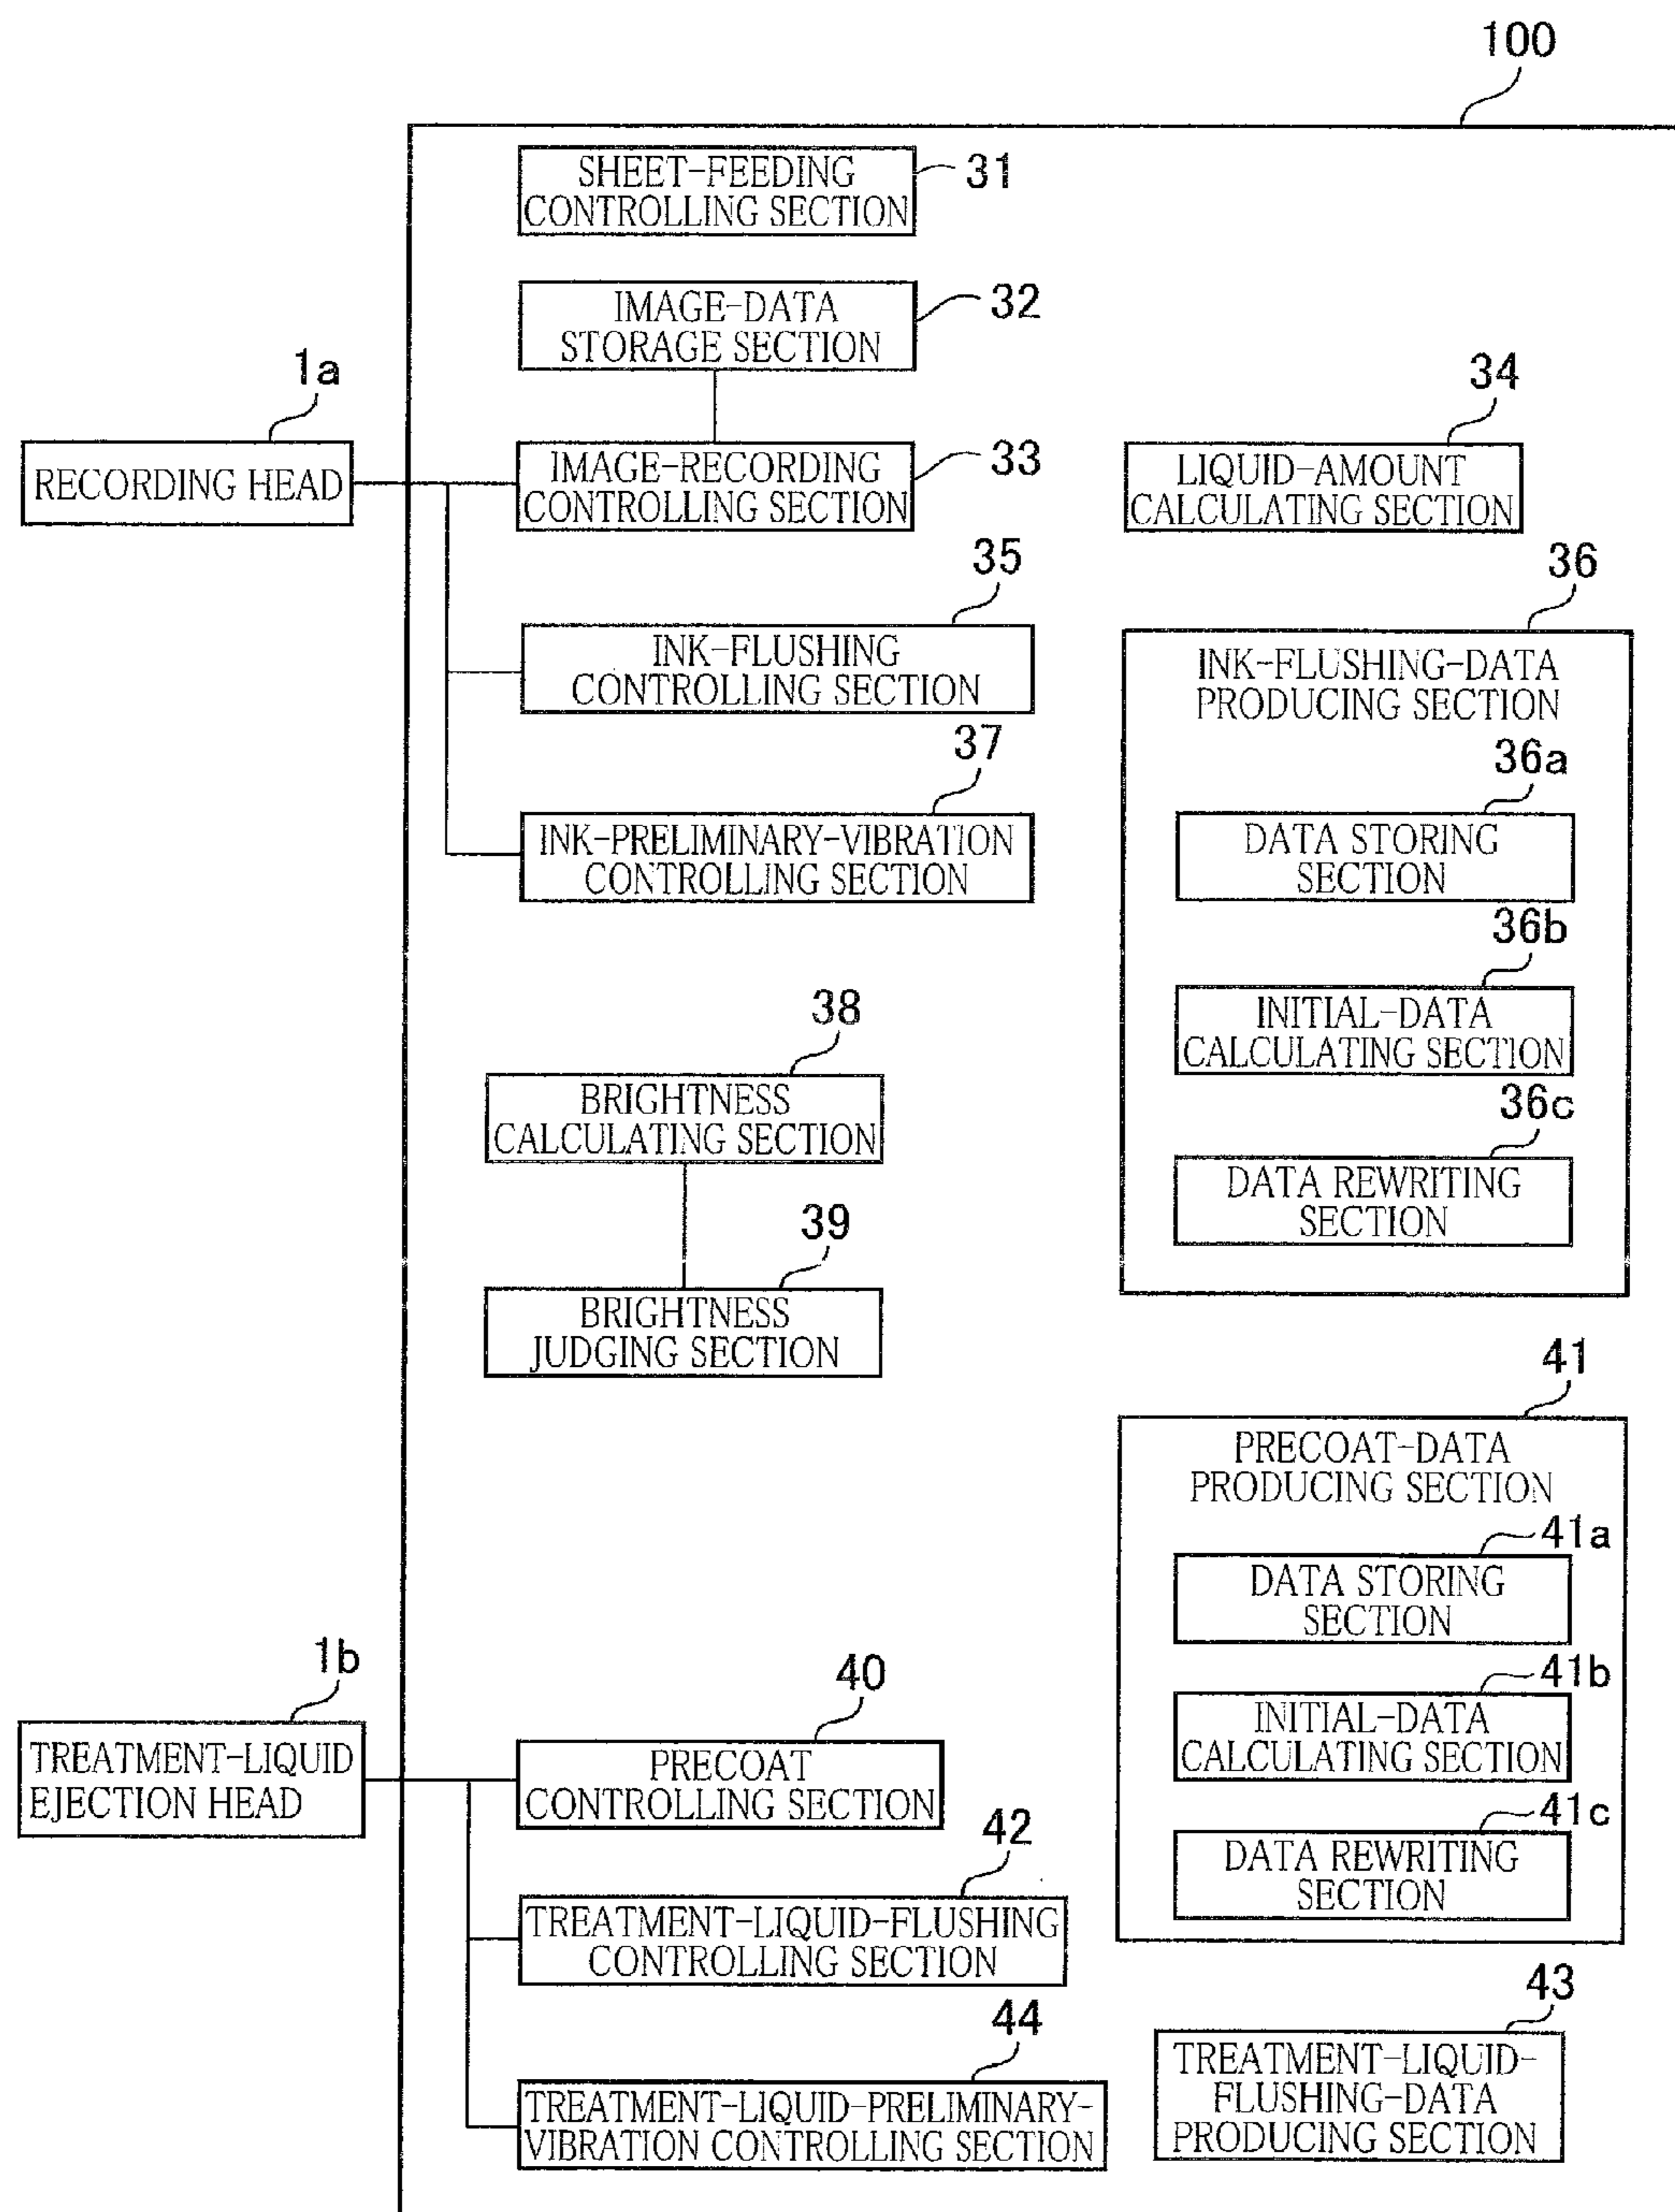 100
SHEET-FEEDING
CONTROLLING SECTION
31
IMAGE-DATA
STORAGE SECTION
32
1a
RECORDING HEAD
IMAGE-RECORDING
CONTROLLING SECTION
33
34
LIQUID-AMOUNT
CALCULATING SECTION
35
INK-FLUSHING
CONTROLLING SECTION
36
INK-FLUSHING-DATA
PRODUCING SECTION
37
INK-PRELIMINARY-VIBRATION
CONTROLLING SECTION
36a
DATA STORING
SECTION
36b
INITIAL-DATA
CALCULATING SECTION
36c
DATA REWRITING
SECTION
38
BRIGHTNESS
CALCULATING SECTION
39
BRIGHTNESS
JUDGING SECTION
41
PRECOAT-DATA
PRODUCING SECTION
41a
DATA STORING
SECTION
41b
INITIAL-DATA
CALCULATING SECTION
41c
DATA REWRITING
SECTION
1b
TREATMENT-LIQUID
EJECTION HEAD
40
PRECOAT
CONTROLLING SECTION
42
TREATMENT-LIQUID-FLUSHING
CONTROLLING SECTION
44
TREATMENT-LIQUID-PRELIMINARY-
VIBRATION CONTROLLING SECTION
43
TREATMENT-LIQUID-
FLUSHING-DATA
PRODUCING SECTION